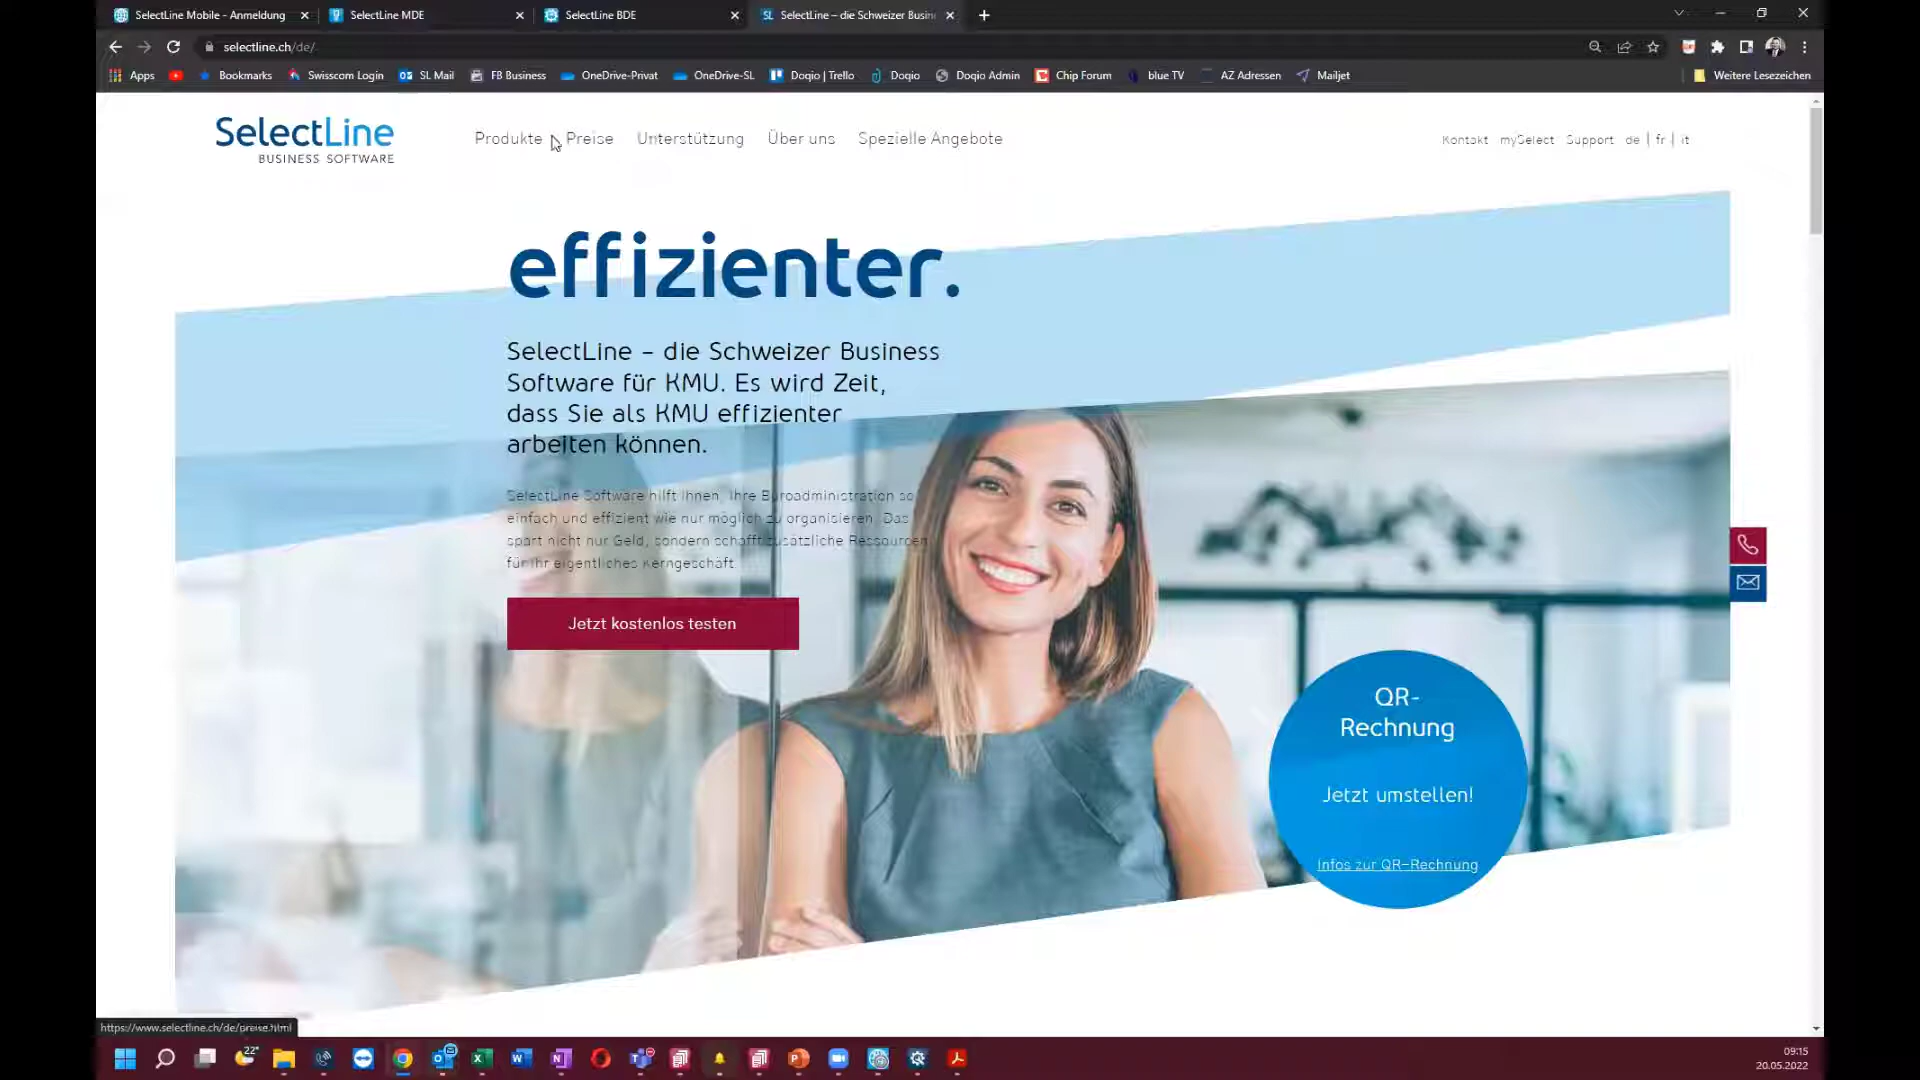 SelectLine Mobile - Anmeldung
SelectLine MDE
SelectLine BDE
SelectLine – die Schweizer Busin
selectline.ch/de/
Apps
Bookmarks
Swisscom Login
SL Mail
FB Business
OneDrive-Privat
OneDrive-SL
Doqio | Trello
Doqio
Doqio Admin
Chip Forum
blue TV
AZ Adressen
Mailjet
Weitere Lesezeichen
SelectLine
BUSINESS SOFTWARE
Produkte
Preise
Unterstützung
Über uns
Spezielle Angebote
Kontakt
mySelect
Support
de | fr | it
effizienter.
SelectLine – die Schweizer Business
Software für KMU. Es wird Zeit,
dass Sie als KMU effizienter
arbeiten können.
SelectLine Software hilft Ihnen, Ihre Büroadministration so
einfach und effizient wie nur möglich zu organisieren. Das
spart nicht nur Geld, sondern schafft zusätzliche Ressourcen
für Ihr eigentliches Kerngeschäft.
Jetzt kostenlos testen
QR-
Rechnung
Jetzt umstellen!
Infos zur QR-Rechnung
https://www.selectline.ch/de/preise.html
22°
09:15
20.05.2022